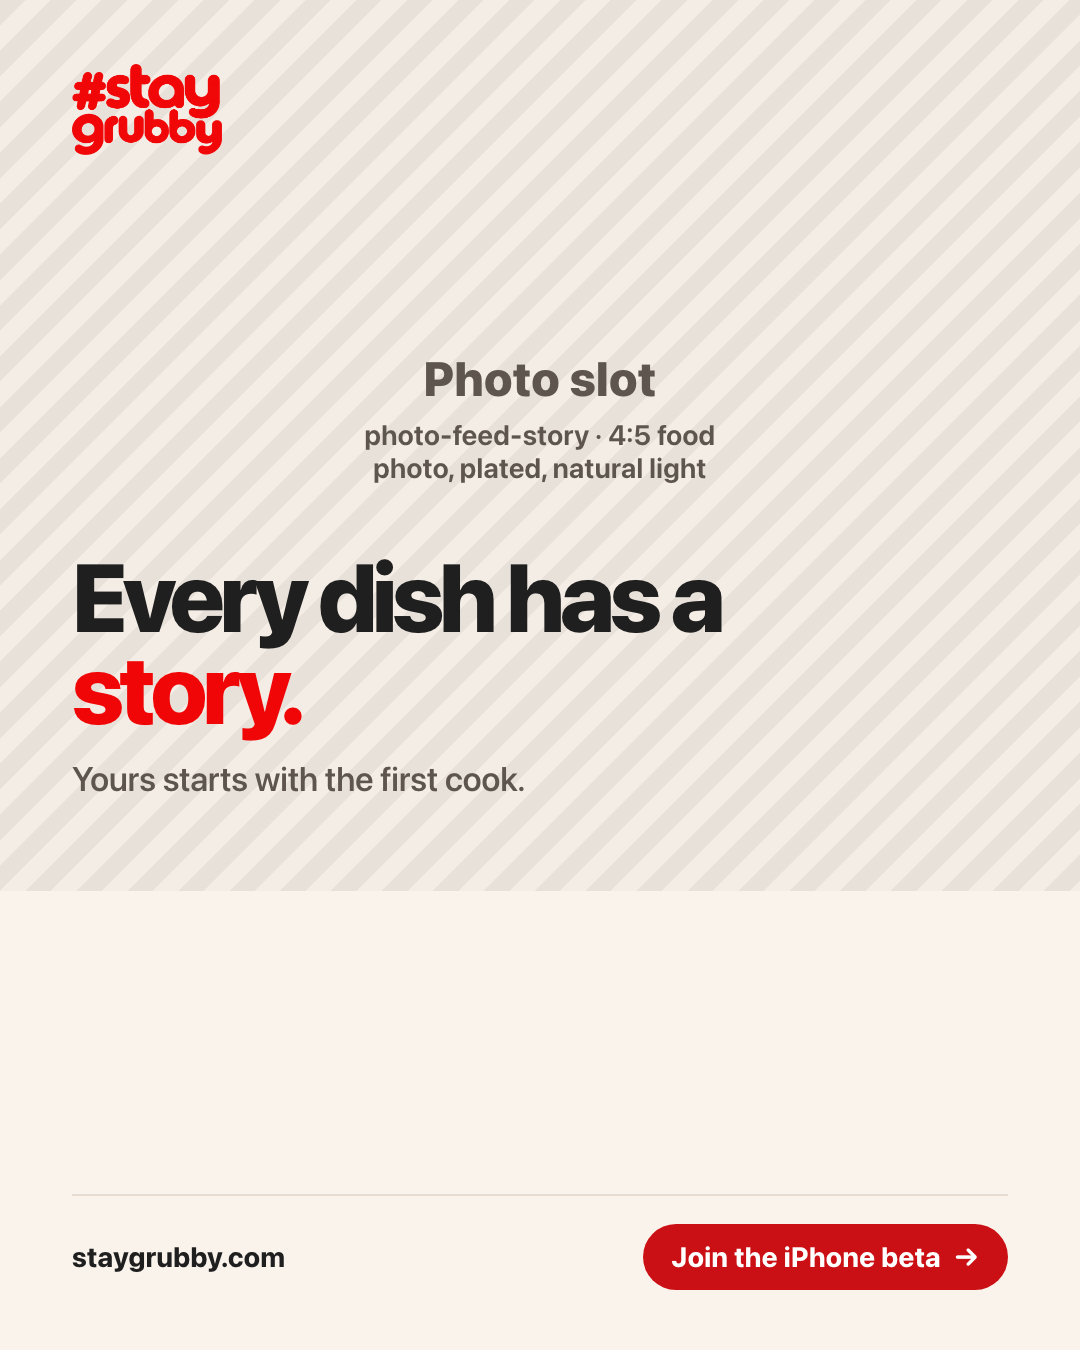 #stay
grubby
Photo slot
photo-feed-story · 4:5 food
photo, plated, natural light
Every dish has a
story.
Yours starts with the first cook.
staygrubby.com
Join the iPhone beta →